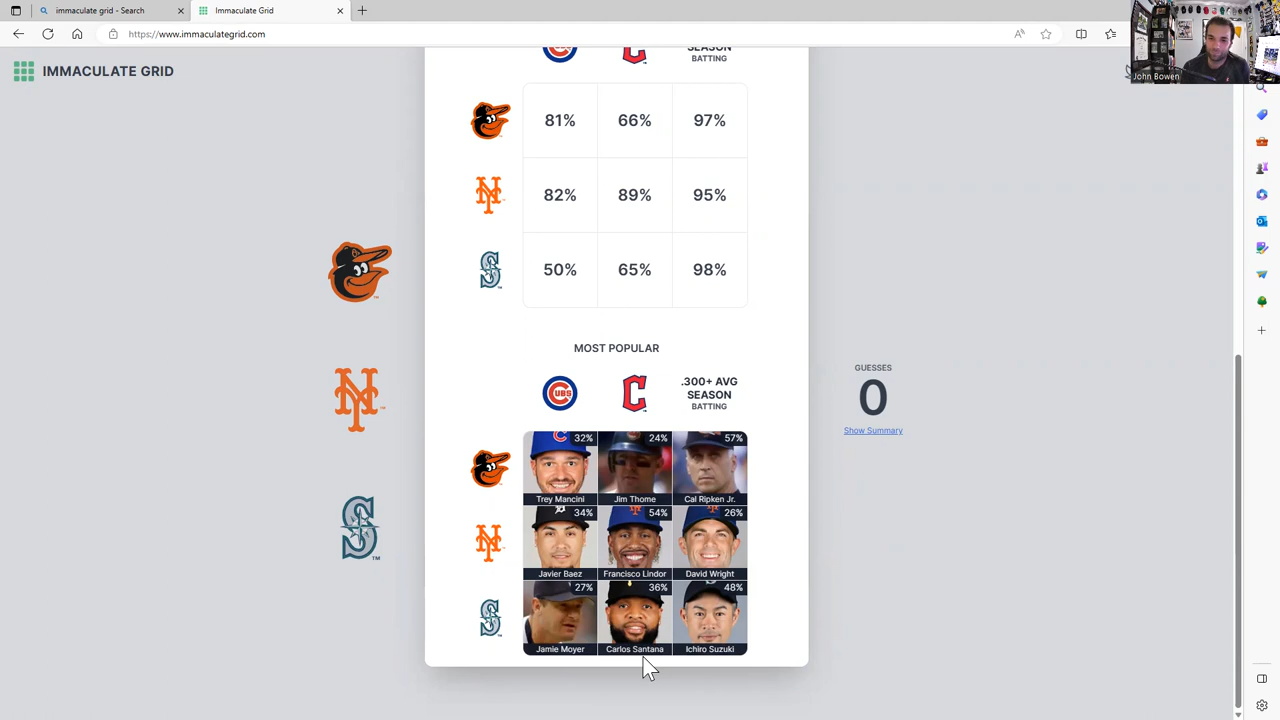 immaculate grid - Search
Immaculate Grid
https://www.immaculategrid.com
John Bowen
IMMACULATE GRID
CUBS
SEASON
BATTING
81% 66% 97%
NY 82% 89% 95%
S 50% 65% 98%
MOST POPULAR
CUBS C .300+ AVG
SEASON
BATTING
GUESSES
0
Show Summary
32% 24% 57%
Trey Mancini Jim Thome Cal Ripken Jr.
34% 54% 26%
Javier Baez Francisco Lindor David Wright
27% 36% 48%
Jamie Moyer Carlos Santana Ichiro Suzuki